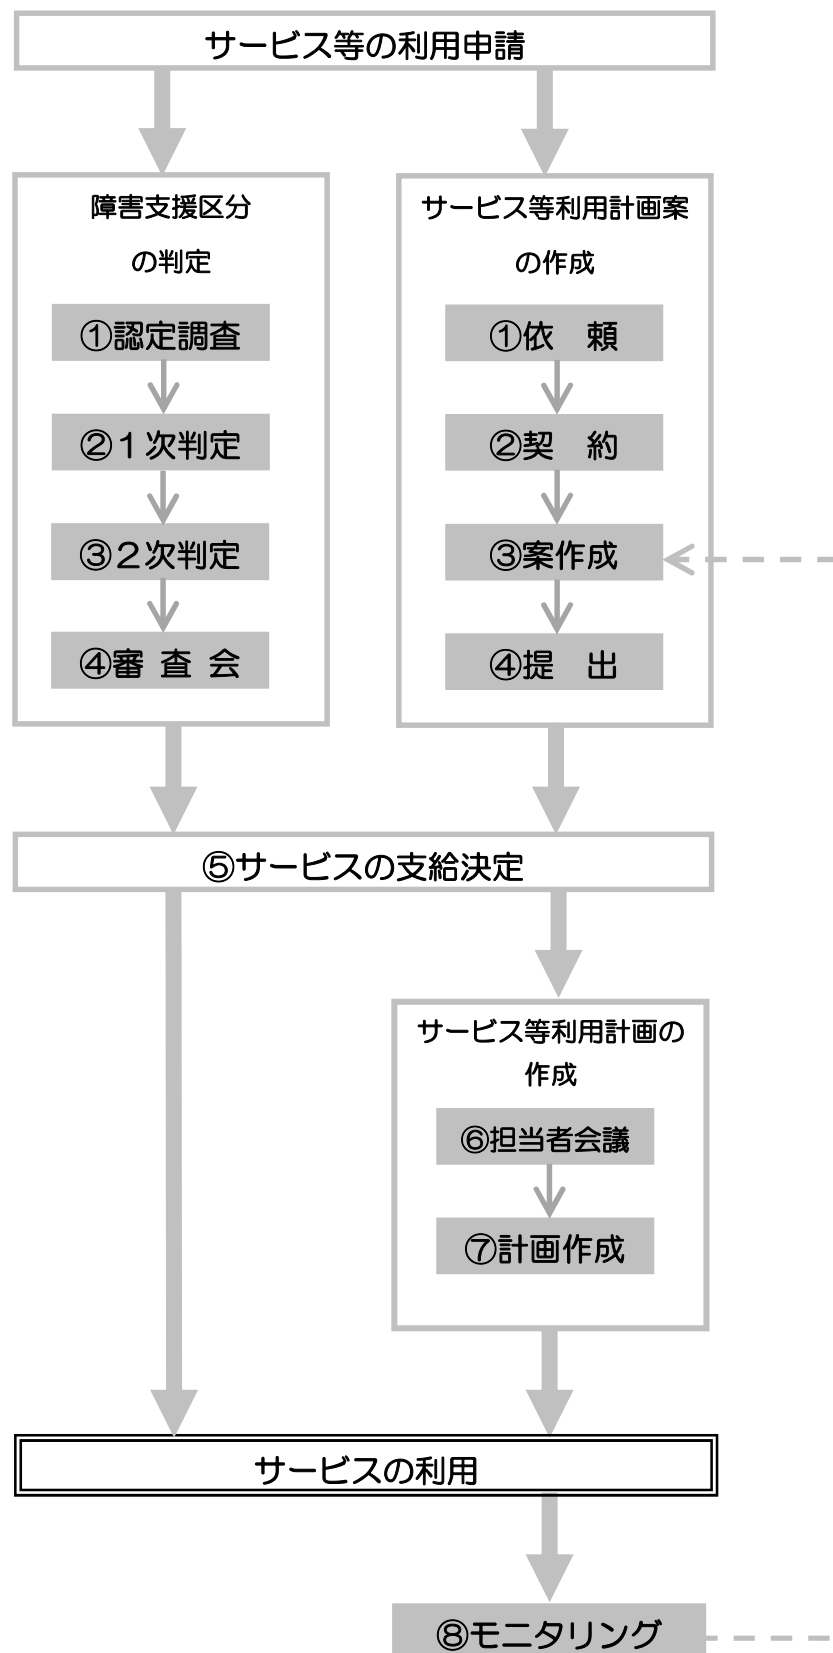 サービス等の利用申請
障害支援区分
の判定
①認定調査
②１次判定
③２次判定
④審 査 会
サービス等利用計画案
の作成
①依　頼
②契　約
③案作成
④提　出
⑤サービスの支給決定
サービス等利用計画の
作成
⑥担当者会議
⑦計画作成
サービスの利用
⑧モニタリング